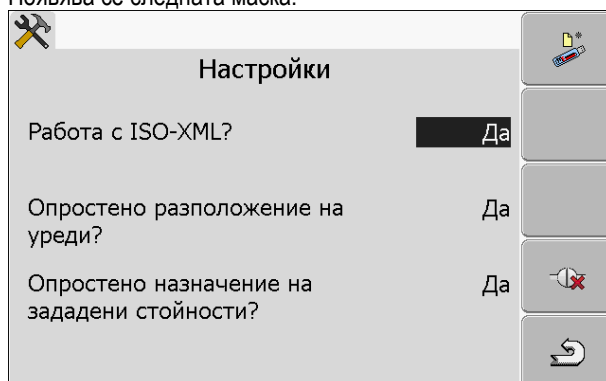 Появява се следната маска:
Настройки
Работа с ISO-XML? Да
Опростено разположение на Да
уреди?
Опростено назначение на Да
зададени стойности?